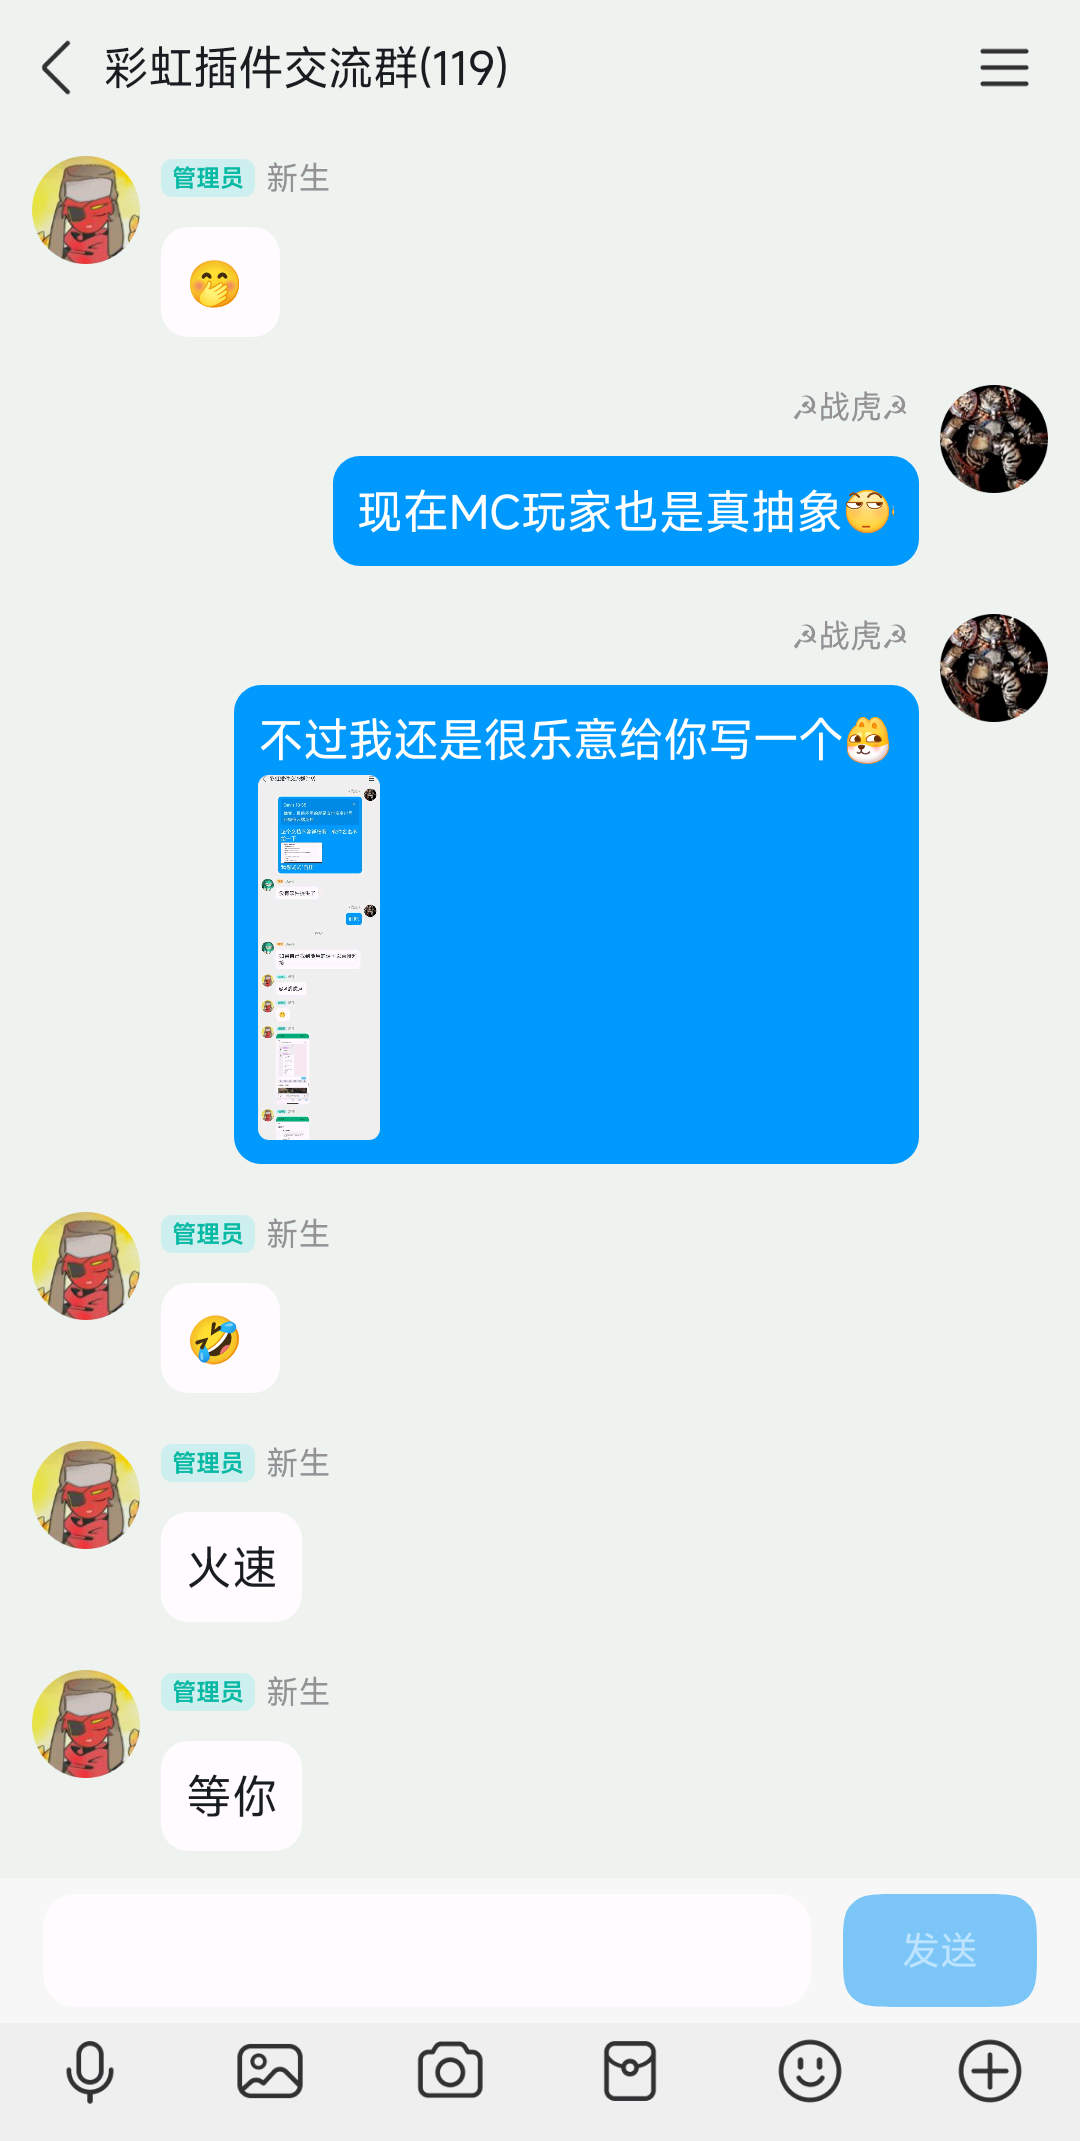 彩虹插件交流群(119)
管理员 新生
🤭
☭战虎☭
现在MC玩家也是真抽象🙄
☭战虎☭
不过我还是很乐意给你写一个
管理员 新生
🤣
管理员 新生
火速
管理员 新生
等你
发送